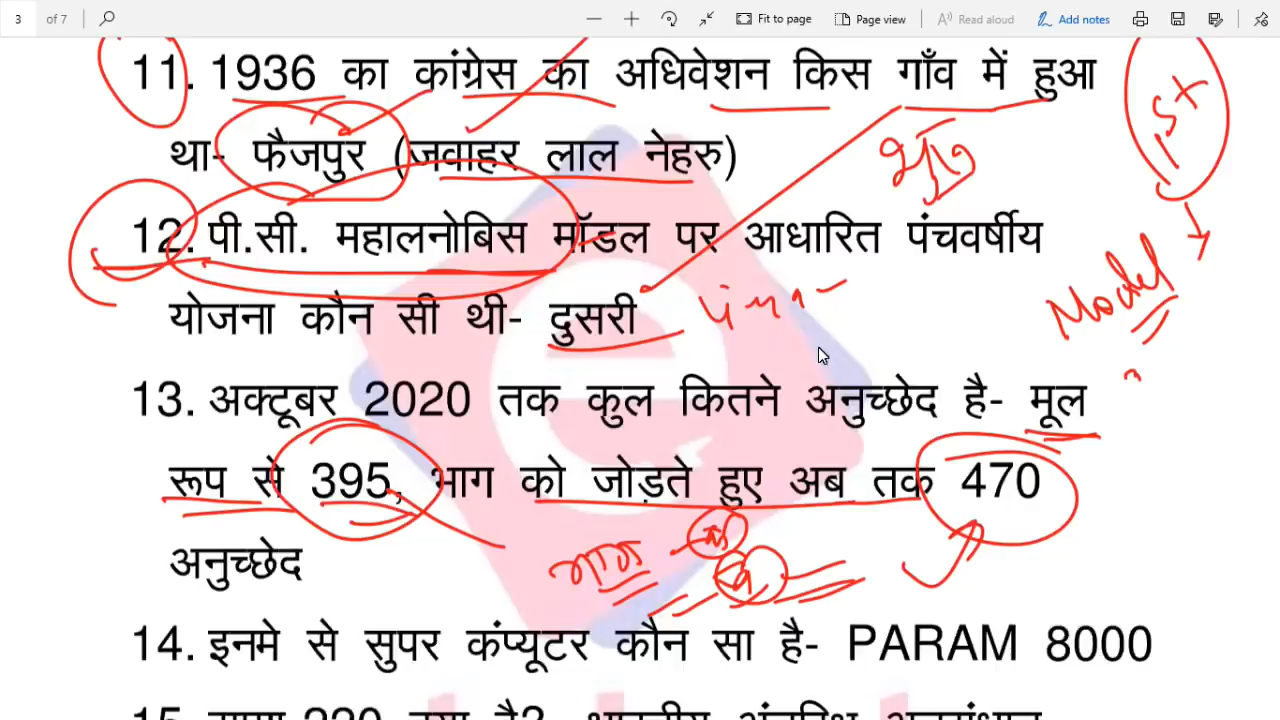 3 of 7 Fit to page Page view Read aloud Add notes
11. 1936 का कांग्रेस का अधिवेशन किस गाँव में हुआ
था- फैजपुर (जवाहर लाल नेहरु)
1st
12. पी.सी. महालनोबिस मॉडल पर आधारित पंचवर्षीय
Model
योजना कौन सी थी- दुसरी
13. अक्टूबर 2020 तक कुल कितने अनुच्छेद है- मूल
रूप से 395, भाग को जोड़ते हुए अब तक 470
अनुच्छेद
भाग
14. इनमे से सुपर कंप्यूटर कौन सा है- PARAM 8000